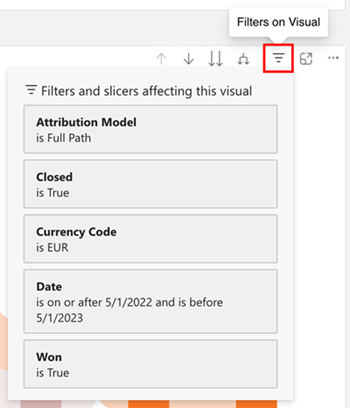 Filters on Visual
Filters and slicers affecting this visual
Attribution Model
is Full Path
Closed
is True
Currency Code
is EUR
Date
is on or after 5/1/2022 and is before
5/1/2023
Won
is True